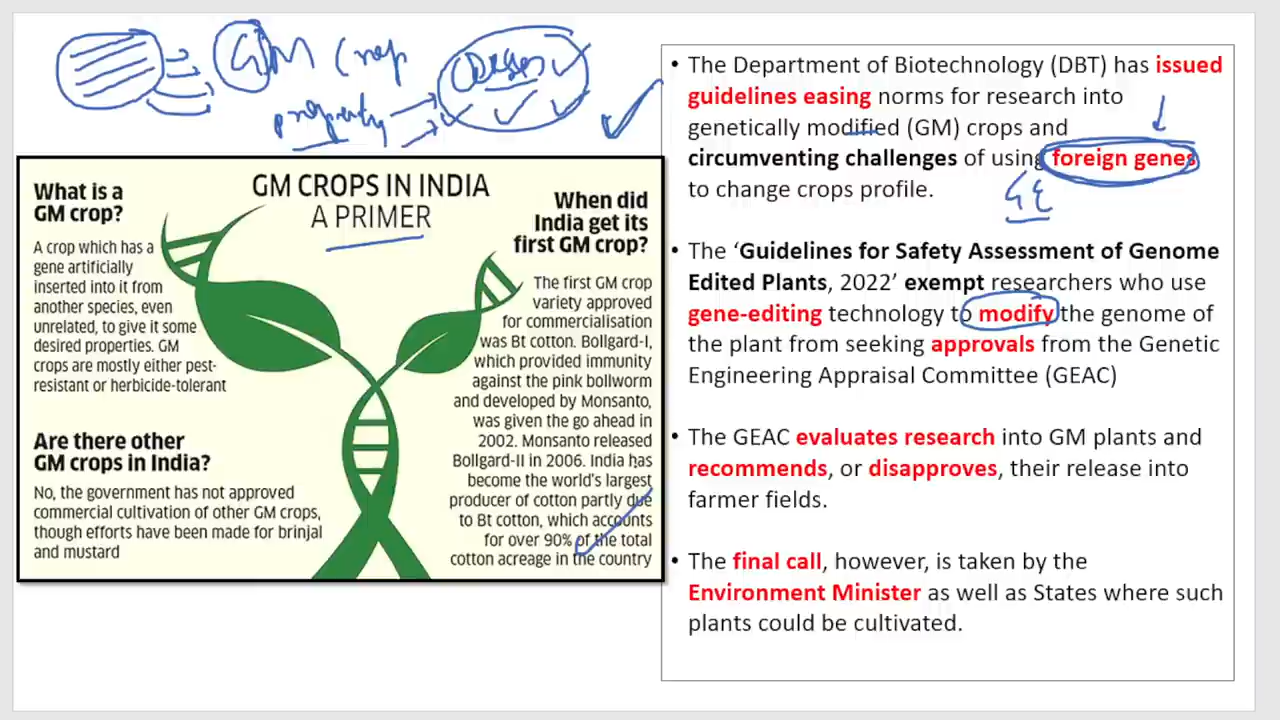 GM Crop
property
GM CROPS IN INDIA
A PRIMER
What is a
GM crop?
A crop which has a
gene artificially
inserted into it from
another species, even
unrelated, to give it some
desired properties. GM
crops are mostly either pest-
resistant or herbicide-tolerant
Are there other
GM crops in India?
No, the government has not approved
commercial cultivation of other GM crops,
though efforts have been made for brinjal
and mustard
When did
India get its
first GM crop?
The first GM crop
variety approved
for commercialisation
was Bt cotton. Bollgard-I,
which provided immunity
against the pink bollworm
and developed by Monsanto,
was given the go ahead in
2002. Monsanto released
Bollgard-II in 2006. India has
become the world's largest
producer of cotton partly due
to Bt cotton, which accounts
for over 90% of the total
cotton acreage in the country
• The Department of Biotechnology (DBT) has issued
guidelines easing norms for research into
genetically modified (GM) crops and
circumventing challenges of using foreign genes
to change crops profile.
GE
• The ‘Guidelines for Safety Assessment of Genome
Edited Plants, 2022’ exempt researchers who use
gene-editing technology to modify the genome of
the plant from seeking approvals from the Genetic
Engineering Appraisal Committee (GEAC)
• The GEAC evaluates research into GM plants and
recommends, or disapproves, their release into
farmer fields.
• The final call, however, is taken by the
Environment Minister as well as States where such
plants could be cultivated.